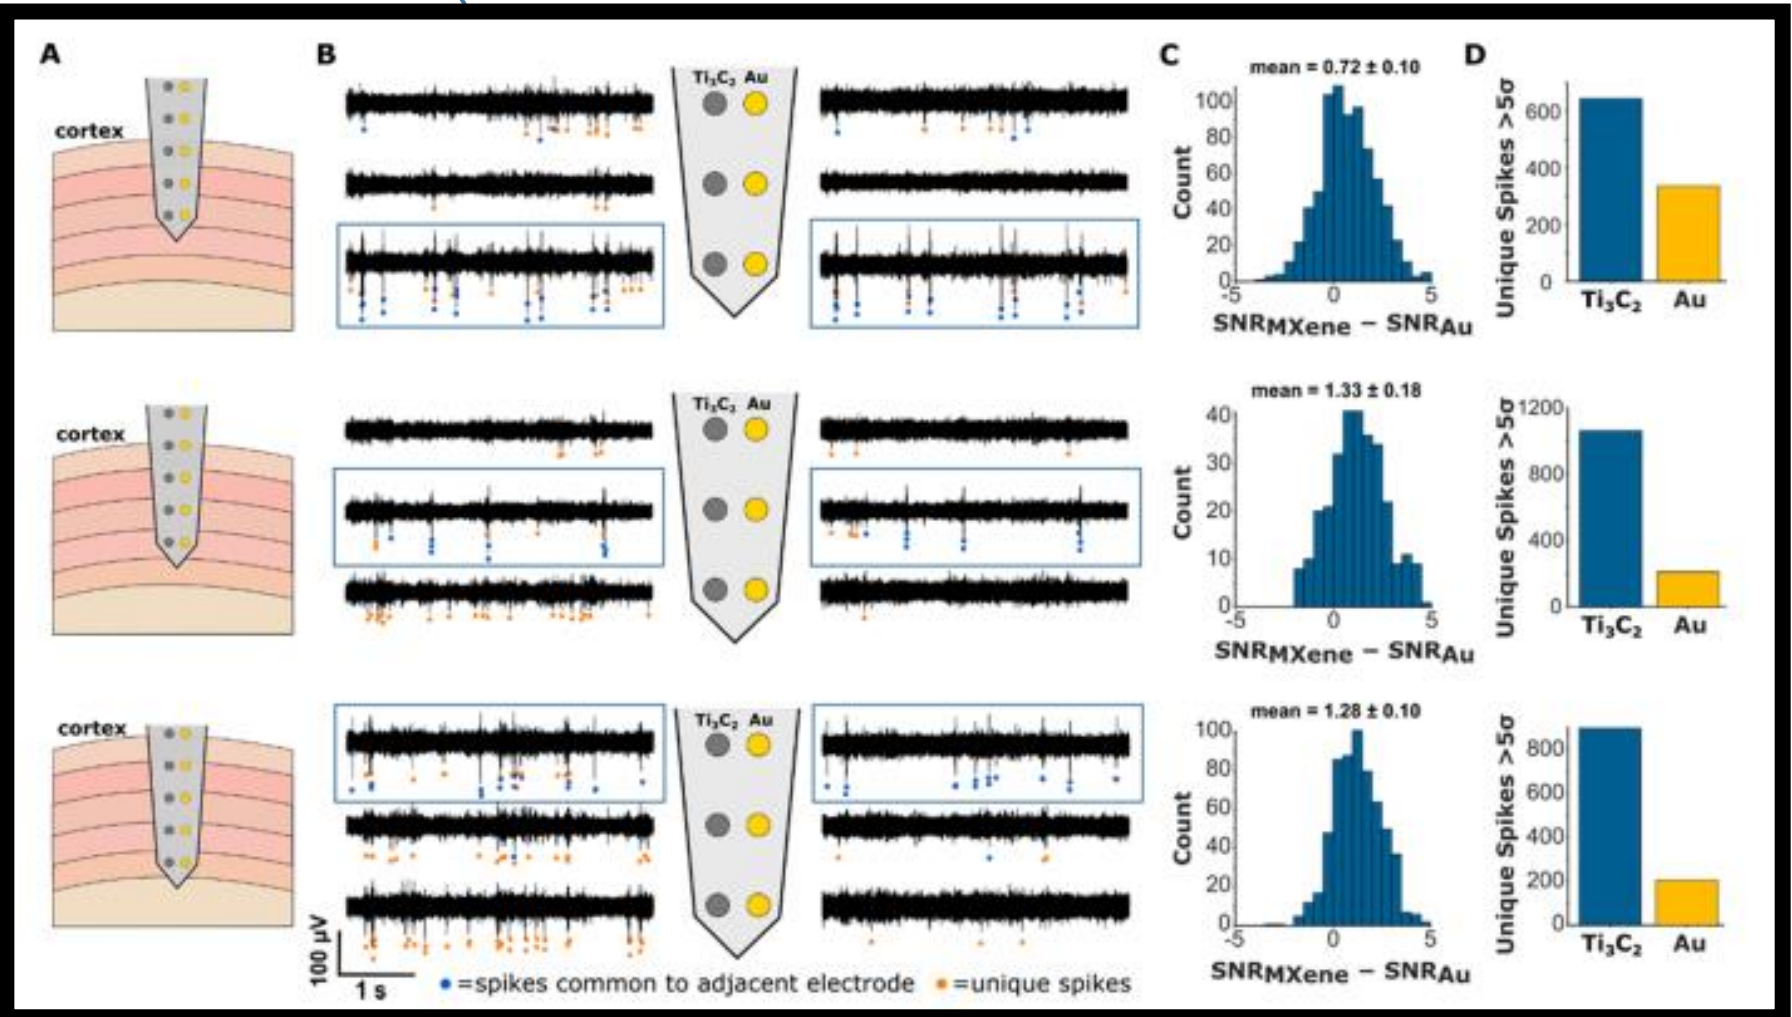 A
B
C
D
cortex
Ti₃C₂ Au
mean = 0.72 ± 0.10
Count
100
80
60
40
20
0
-5 0 5
SNRMXene − SNRAu
Unique Spikes >5σ
600
400
200
0
Ti₃C₂ Au
cortex
Ti₃C₂ Au
mean = 1.33 ± 0.18
Count
40
30
20
10
0
-5 0 5
SNRMXene − SNRAu
Unique Spikes >5σ
1200
800
400
0
Ti₃C₂ Au
cortex
Ti₃C₂ Au
mean = 1.28 ± 0.10
Count
100
80
60
40
20
0
-5 0 5
SNRMXene − SNRAu
Unique Spikes >5σ
800
600
400
200
0
Ti₃C₂ Au
100 µV
1 s
=spikes common to adjacent electrode
=unique spikes